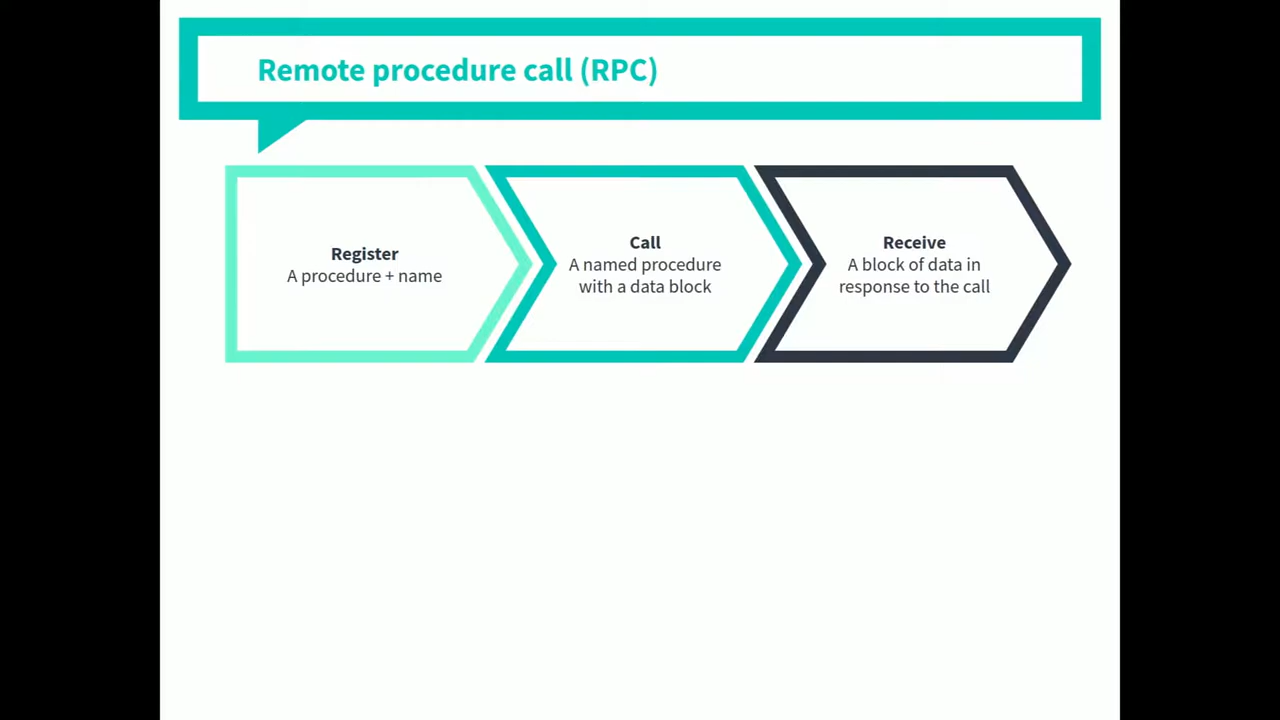 Remote procedure call (RPC)
Register
A procedure + name
Call
A named procedure
with a data block
Receive
A block of data in
response to the call